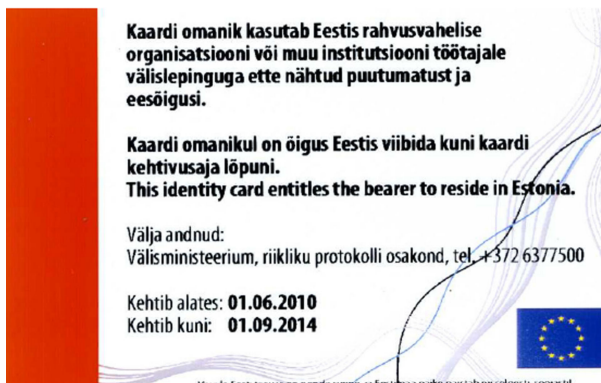 Kaardi omanik kasutab Eestis rahvusvahelise
organisatsiooni või muu institutsiooni töötajale
välislepinguga ette nähtud puutumatust ja
eesõigusi.
Kaardi omanikul on õigus Eestis viibida kuni kaardi
kehtivusaja lõpuni.
This identity card entitles the bearer to reside in Estonia.
Välja andnud:
Välisministeerium, riikliku protokolli osakond, tel. +372 6377500
Kehtib alates: 01.06.2010
Kehtib kuni: 01.09.2014